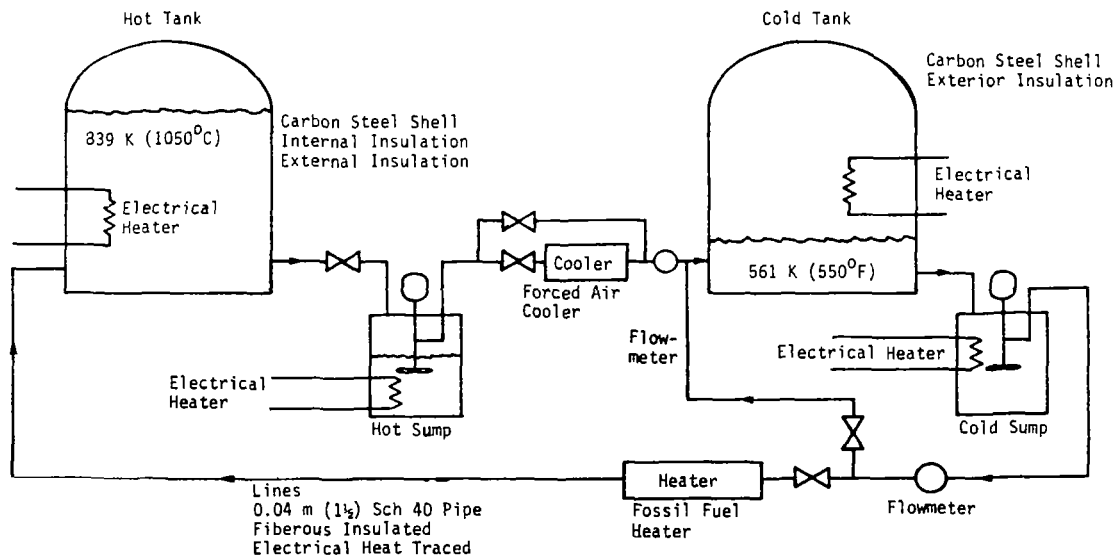 Hot Tank
839 K (1050°C)
Electrical
Heater
Carbon Steel Shell
Internal Insulation
External Insulation
Cold Tank
Carbon Steel Shell
Exterior Insulation
Electrical
Heater
561 K (550°F)
Cooler
Forced Air
Cooler
Flow-
meter
Electrical
Heater
Hot Sump
Electrical Heater
Cold Sump
Heater
Fossil Fuel
Heater
Flowmeter
Lines
0.04 m (1½) Sch 40 Pipe
Fiberous Insulated
Electrical Heat Traced